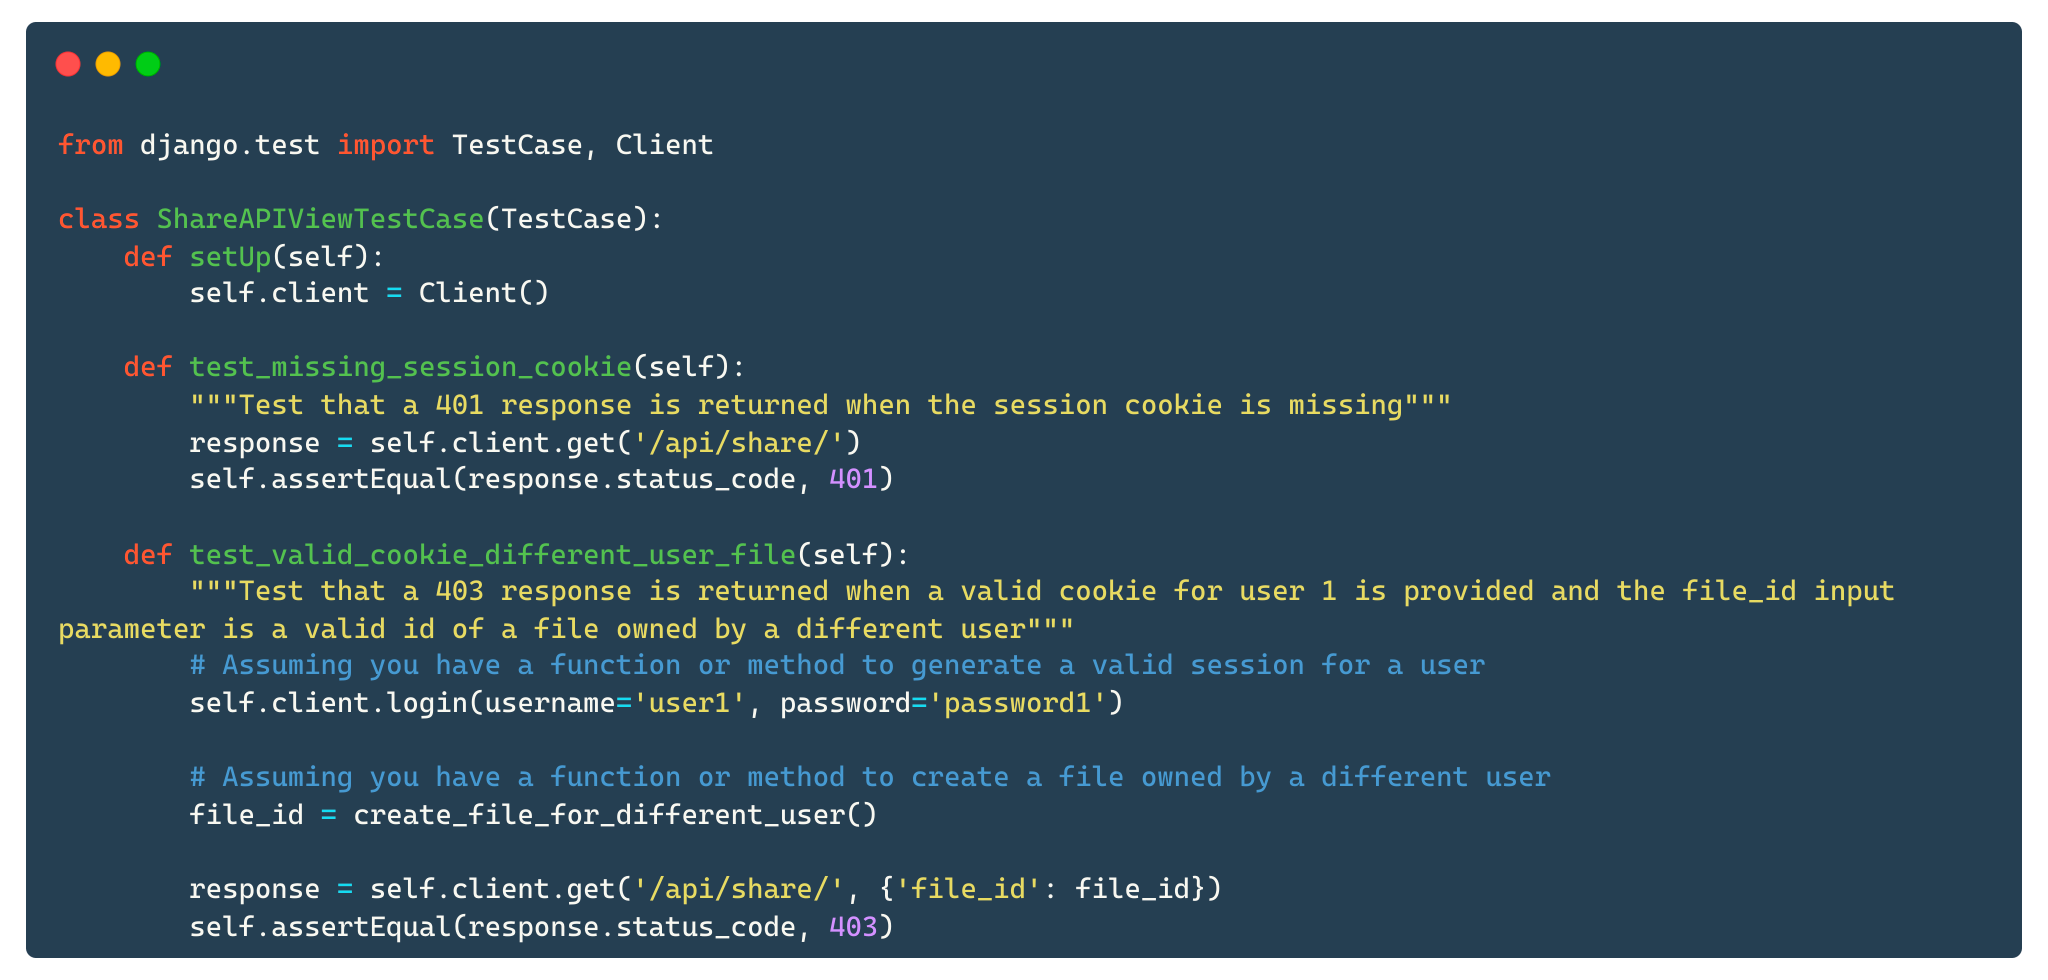 from django.test import TestCase, Client

class ShareAPIViewTestCase(TestCase):
    def setUp(self):
        self.client = Client()

    def test_missing_session_cookie(self):
        """Test that a 401 response is returned when the session cookie is missing"""
        response = self.client.get('/api/share/')
        self.assertEqual(response.status_code, 401)

    def test_valid_cookie_different_user_file(self):
        """Test that a 403 response is returned when a valid cookie for user 1 is provided and the file_id input
parameter is a valid id of a file owned by a different user"""
        # Assuming you have a function or method to generate a valid session for a user
        self.client.login(username='user1', password='password1')

        # Assuming you have a function or method to create a file owned by a different user
        file_id = create_file_for_different_user()

        response = self.client.get('/api/share/', {'file_id': file_id})
        self.assertEqual(response.status_code, 403)